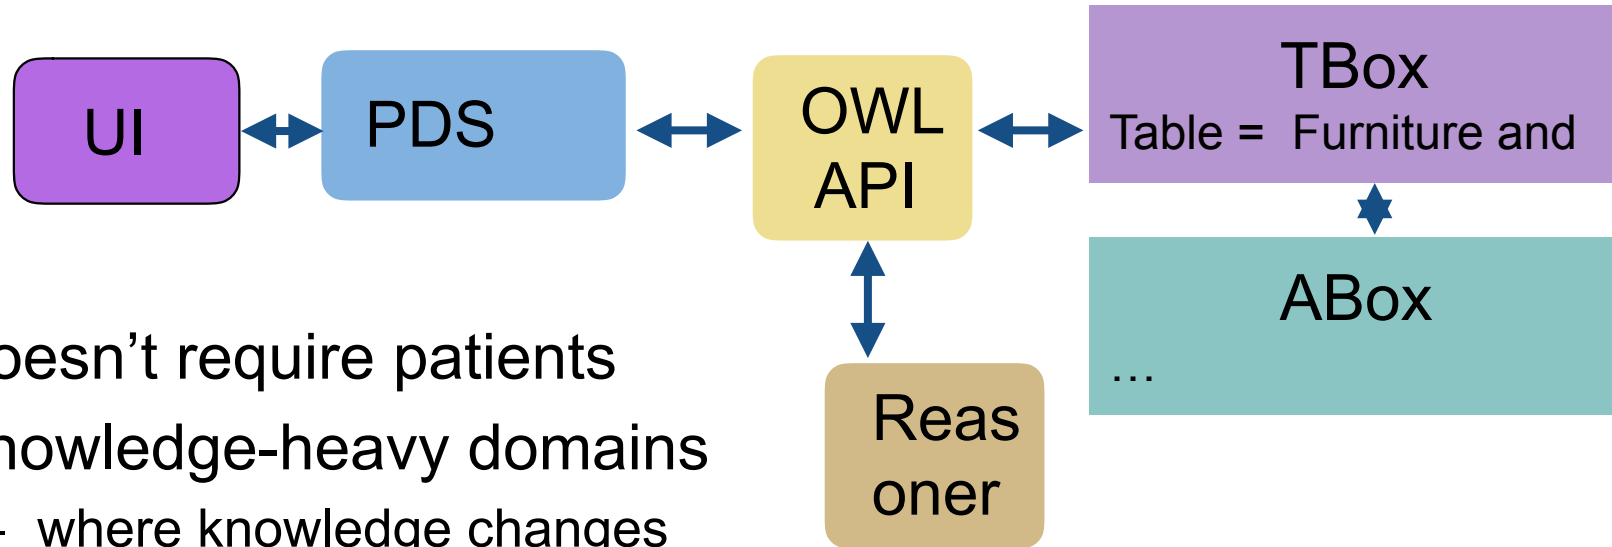 UI
PDS
OWL
API
TBox
Table = Furniture and
ABox
…
Reas
oner
oesn’t require patients
nowledge-heavy domains
- where knowledge changes